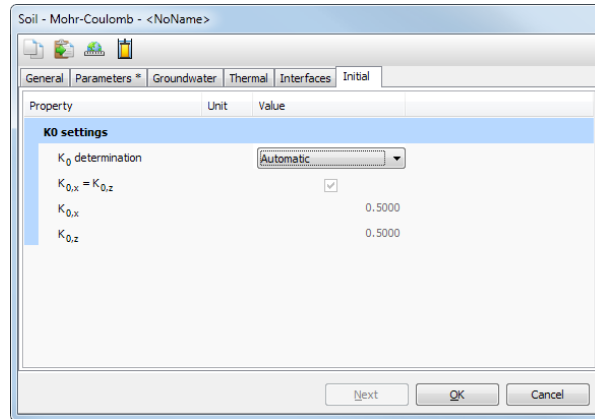 Soil - Mohr-Coulomb - <NoName>
General Parameters * Groundwater Thermal Interfaces Initial
Property Unit Value
K0 settings
K0 determination Automatic
K0,x = K0,z
K0,x 0.5000
K0,z 0.5000
Next OK Cancel